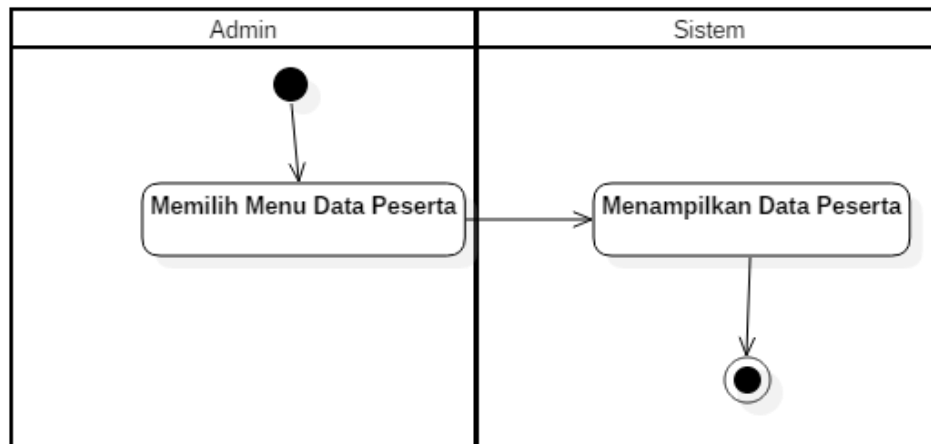 Admin
Sistem
Memilih Menu Data Peserta
Menampilkan Data Peserta